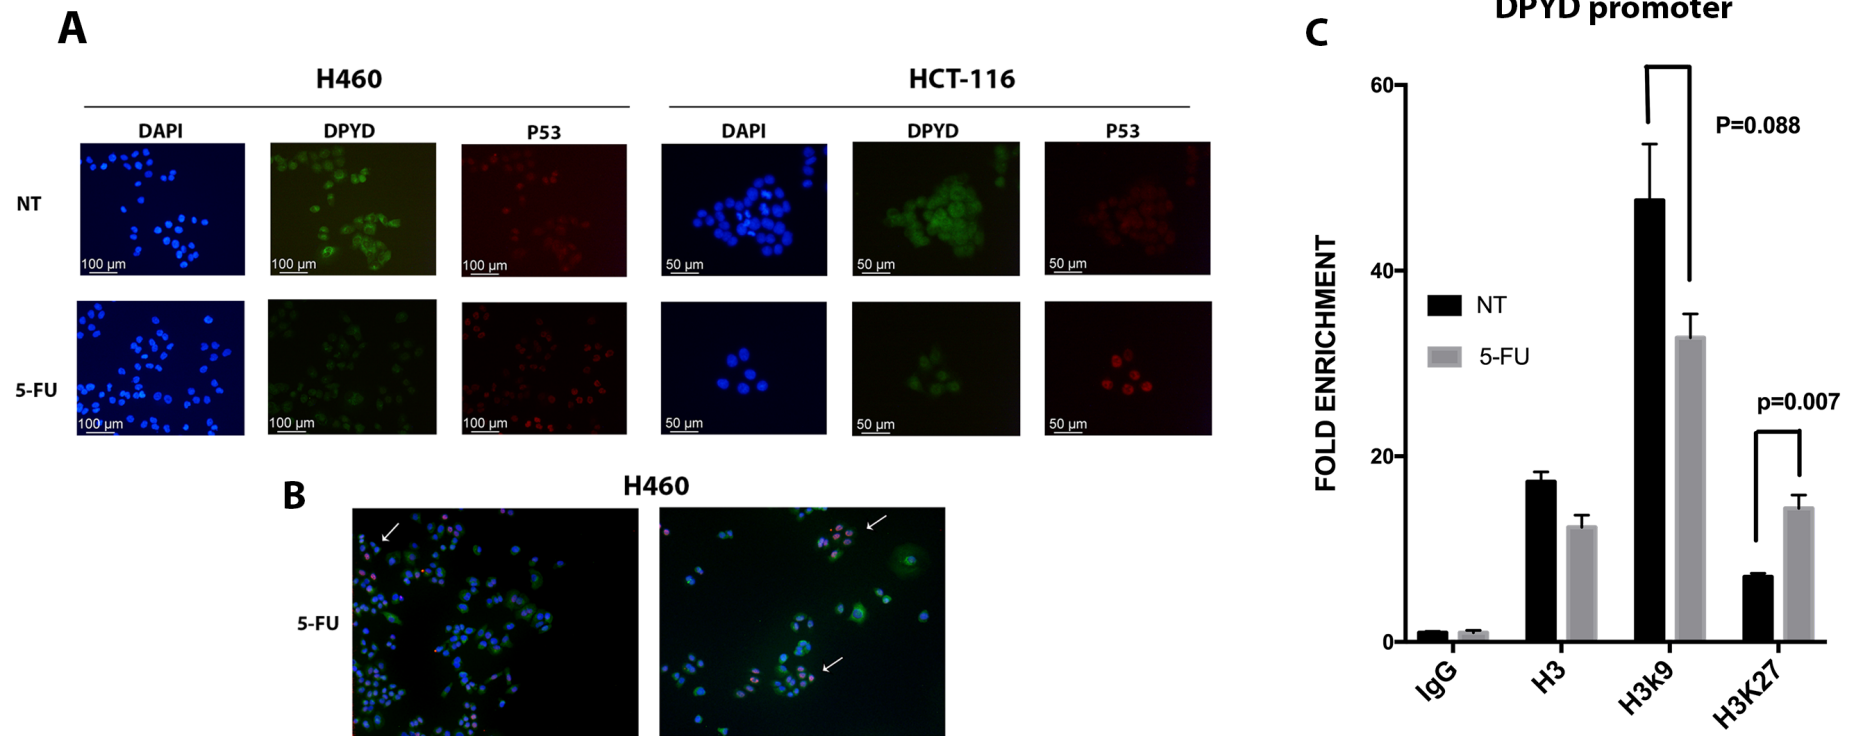 A
H460
HCT-116
DAPI
DPYD
P53
DAPI
DPYD
P53
NT
100 µm
100 µm
100 µm
50 µm
50 µm
50 µm
5-FU
100 µm
100 µm
100 µm
50 µm
50 µm
50 µm
B
H460
5-FU
C
DPYD promoter
FOLD ENRICHMENT
60
40
20
0
P=0.088
NT
5-FU
p=0.007
IgG
H3
H3k9
H3K27